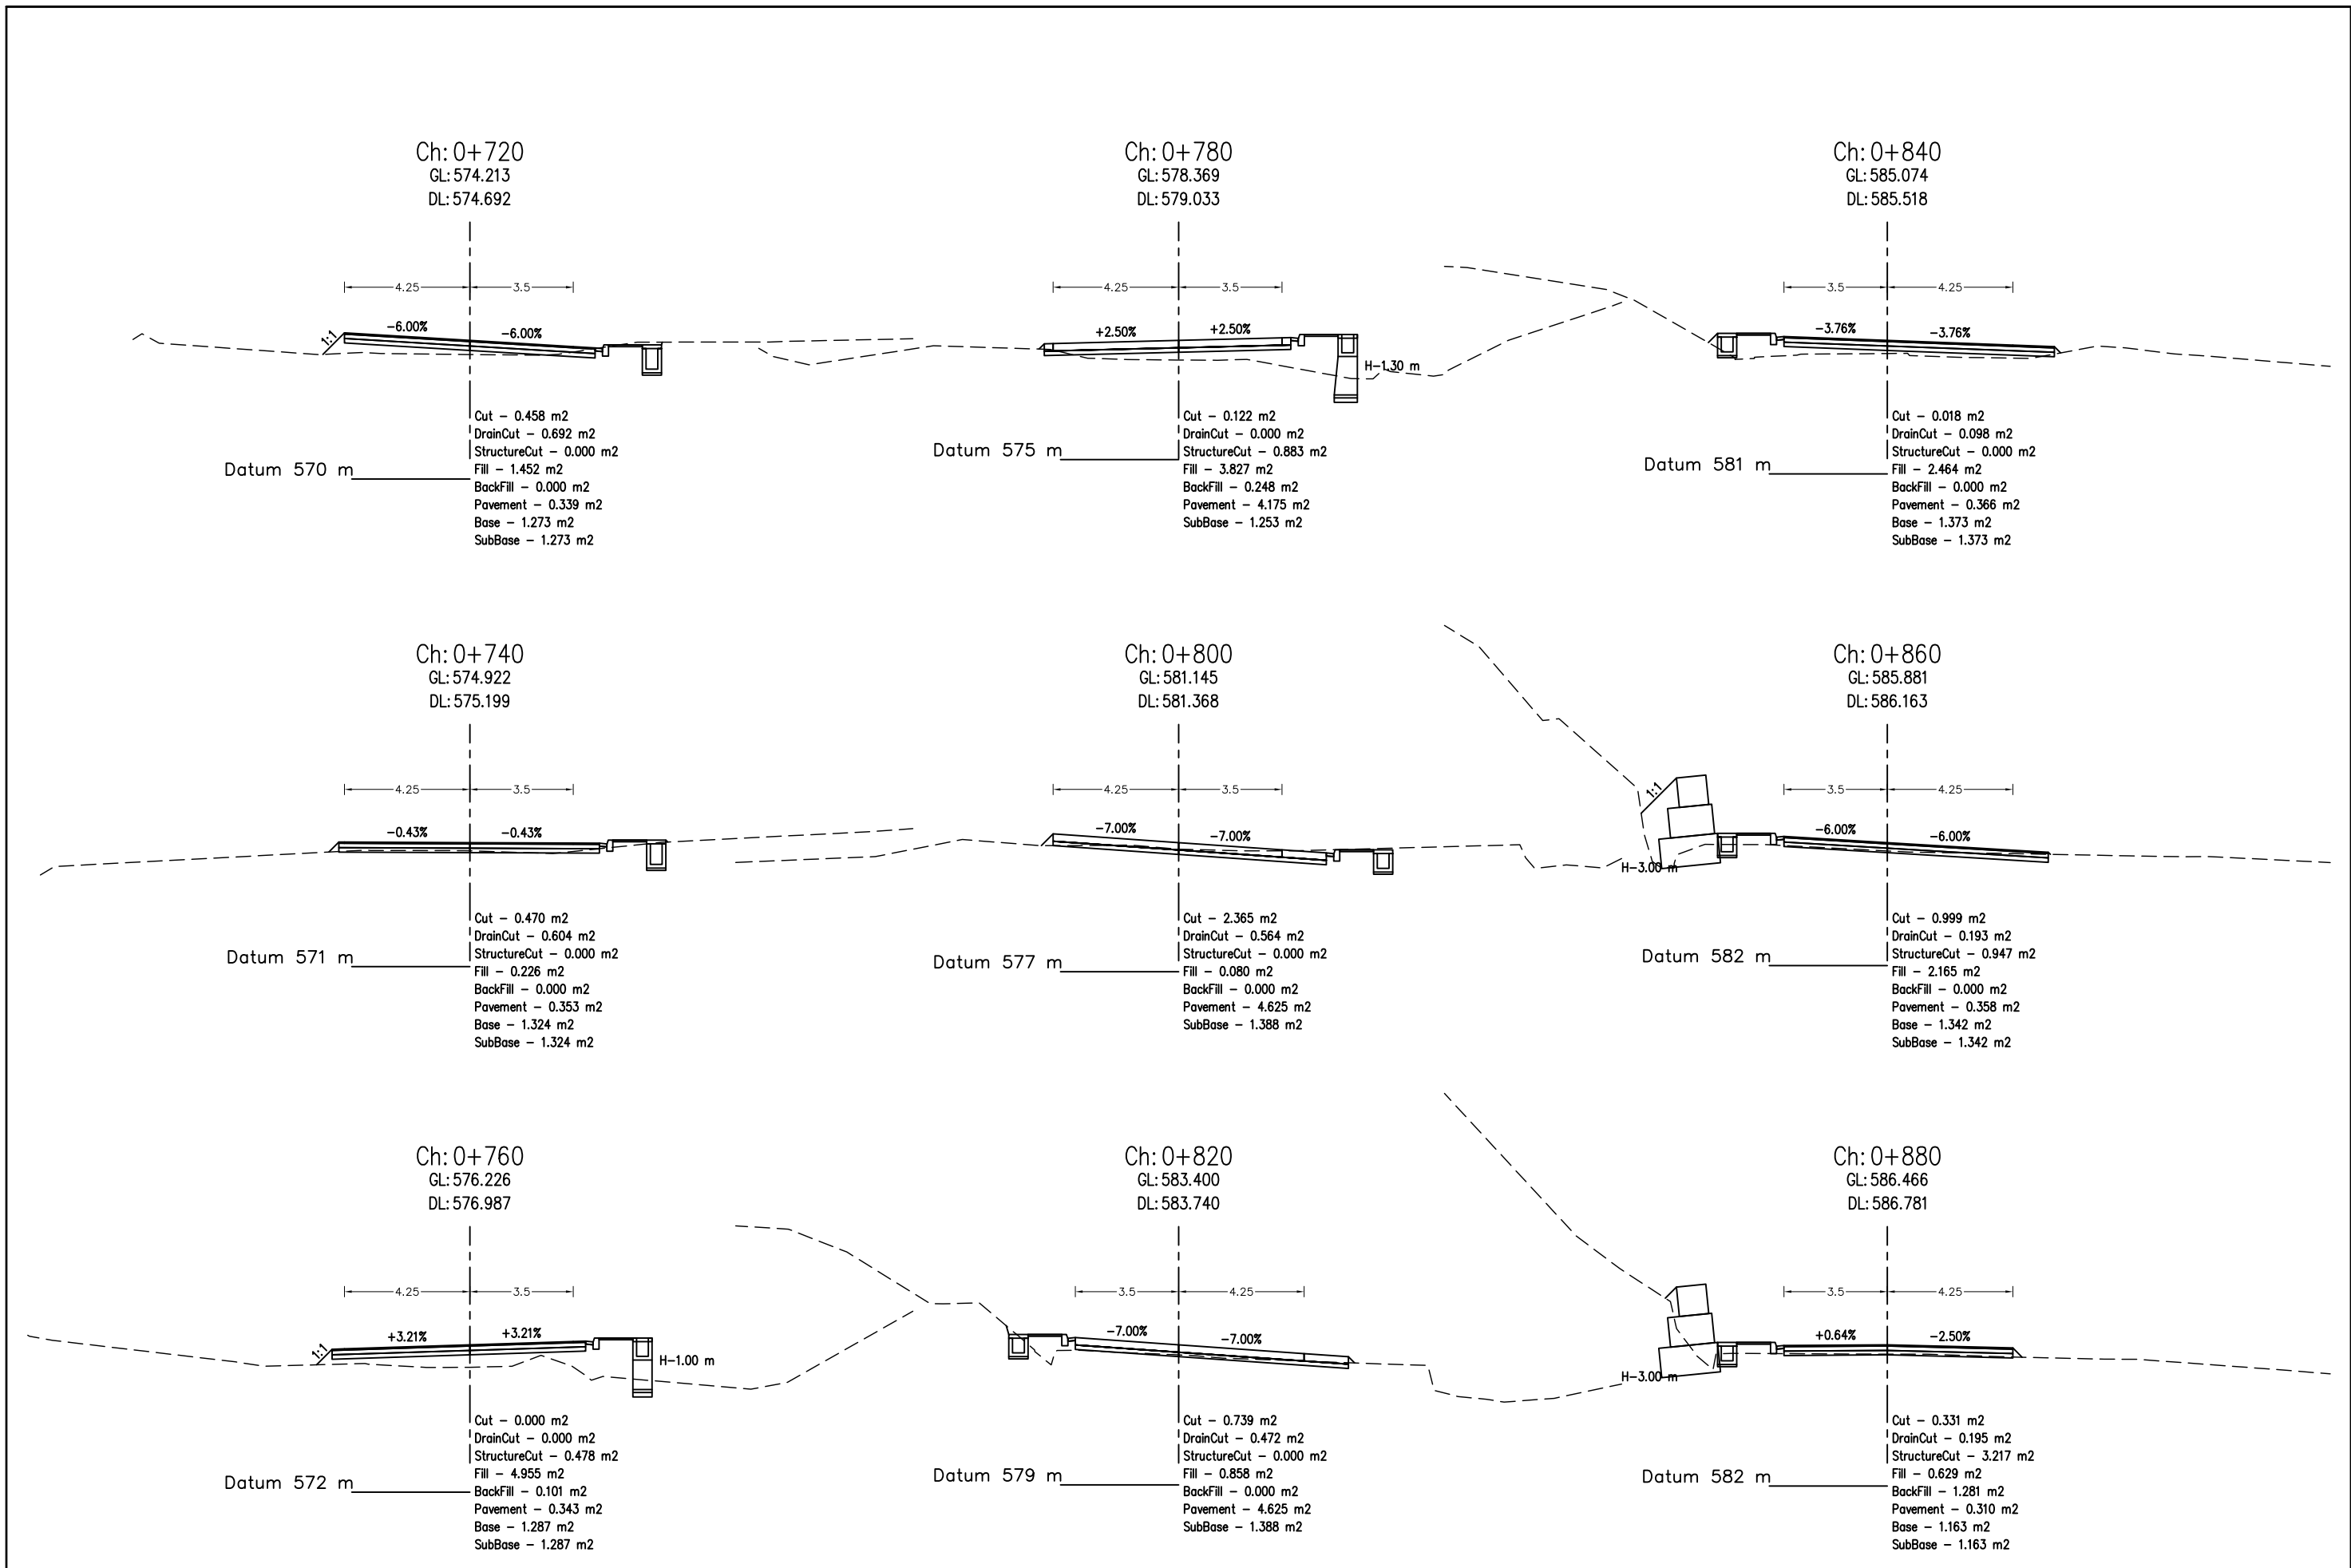 Ch: 0+720
GL: 574.213
DL: 574.692
4.25
3.5
1:1
-6.00%
-6.00%
Cut - 0.458 m2
DrainCut - 0.692 m2
StructureCut - 0.000 m2
Datum 570 m
Fill - 1.452 m2
BackFill - 0.000 m2
Pavement - 0.339 m2
Base - 1.273 m2
SubBase - 1.273 m2
Ch: 0+780
GL: 578.369
DL: 579.033
4.25
3.5
+2.50%
+2.50%
H-1.30 m
Cut - 0.122 m2
DrainCut - 0.000 m2
StructureCut - 0.883 m2
Datum 575 m
Fill - 3.827 m2
BackFill - 0.248 m2
Pavement - 4.175 m2
SubBase - 1.253 m2
Ch: 0+840
GL: 585.074
DL: 585.518
3.5
4.25
-3.76%
-3.76%
Cut - 0.018 m2
DrainCut - 0.098 m2
StructureCut - 0.000 m2
Datum 581 m
Fill - 2.464 m2
BackFill - 0.000 m2
Pavement - 0.366 m2
Base - 1.373 m2
SubBase - 1.373 m2
Ch: 0+740
GL: 574.922
DL: 575.199
4.25
3.5
-0.43%
-0.43%
Cut - 0.470 m2
DrainCut - 0.604 m2
StructureCut - 0.000 m2
Datum 571 m
Fill - 0.226 m2
BackFill - 0.000 m2
Pavement - 0.353 m2
Base - 1.324 m2
SubBase - 1.324 m2
Ch: 0+800
GL: 581.145
DL: 581.368
4.25
3.5
-7.00%
-7.00%
Cut - 2.365 m2
DrainCut - 0.564 m2
StructureCut - 0.000 m2
Datum 577 m
Fill - 0.080 m2
BackFill - 0.000 m2
Pavement - 4.625 m2
SubBase - 1.388 m2
Ch: 0+860
GL: 585.881
DL: 586.163
1:1
3.5
4.25
-6.00%
-6.00%
H-3.00 m
Cut - 0.999 m2
DrainCut - 0.193 m2
StructureCut - 0.947 m2
Datum 582 m
Fill - 2.165 m2
BackFill - 0.000 m2
Pavement - 0.358 m2
Base - 1.342 m2
SubBase - 1.342 m2
Ch: 0+760
GL: 576.226
DL: 576.987
4.25
3.5
1:1
+3.21%
+3.21%
H-1.00 m
Cut - 0.000 m2
DrainCut - 0.000 m2
StructureCut - 0.478 m2
Datum 572 m
Fill - 4.955 m2
BackFill - 0.101 m2
Pavement - 0.343 m2
Base - 1.287 m2
SubBase - 1.287 m2
Ch: 0+820
GL: 583.400
DL: 583.740
3.5
4.25
-7.00%
-7.00%
Cut - 0.739 m2
DrainCut - 0.472 m2
StructureCut - 0.000 m2
Datum 579 m
Fill - 0.858 m2
BackFill - 0.000 m2
Pavement - 4.625 m2
SubBase - 1.388 m2
Ch: 0+880
GL: 586.466
DL: 586.781
3.5
4.25
+0.64%
-2.50%
H-3.00 m
Cut - 0.331 m2
DrainCut - 0.195 m2
StructureCut - 3.217 m2
Datum 582 m
Fill - 0.629 m2
BackFill - 1.281 m2
Pavement - 0.310 m2
Base - 1.163 m2
SubBase - 1.163 m2